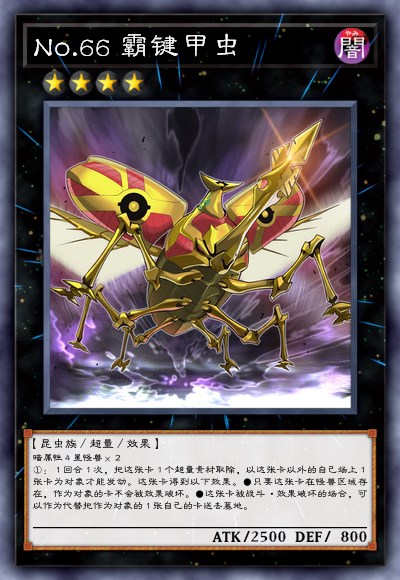 No.66 霸键甲虫
闇
やみ
【昆虫族／超量／效果】
暗属性4星怪兽×2
①：1回合1次，把这张卡1个超量素材取除，以这张卡以外的自己场上1
张卡为对象才能发动。这张卡得到以下效果。●只要这张卡在怪兽区域存
在，作为对象的卡不会被效果破坏。●这张卡被战斗·效果破坏的场合，可
以作为代替把作为对象的1张自己的卡送去墓地。
ATK/2500 DEF/ 800